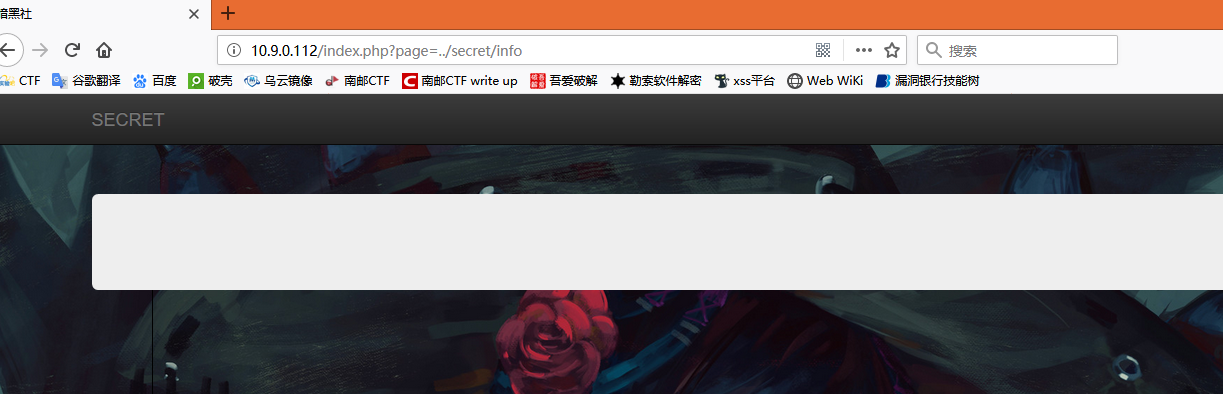 暗黑社
10.9.0.112/index.php?page=../secret/info
搜索
CTF 谷歌翻译 百度 破壳 乌云镜像 南邮CTF 南邮CTF write up 吾爱破解 勒索软件解密 xss平台 Web WiKi 漏洞银行技能树
SECRET